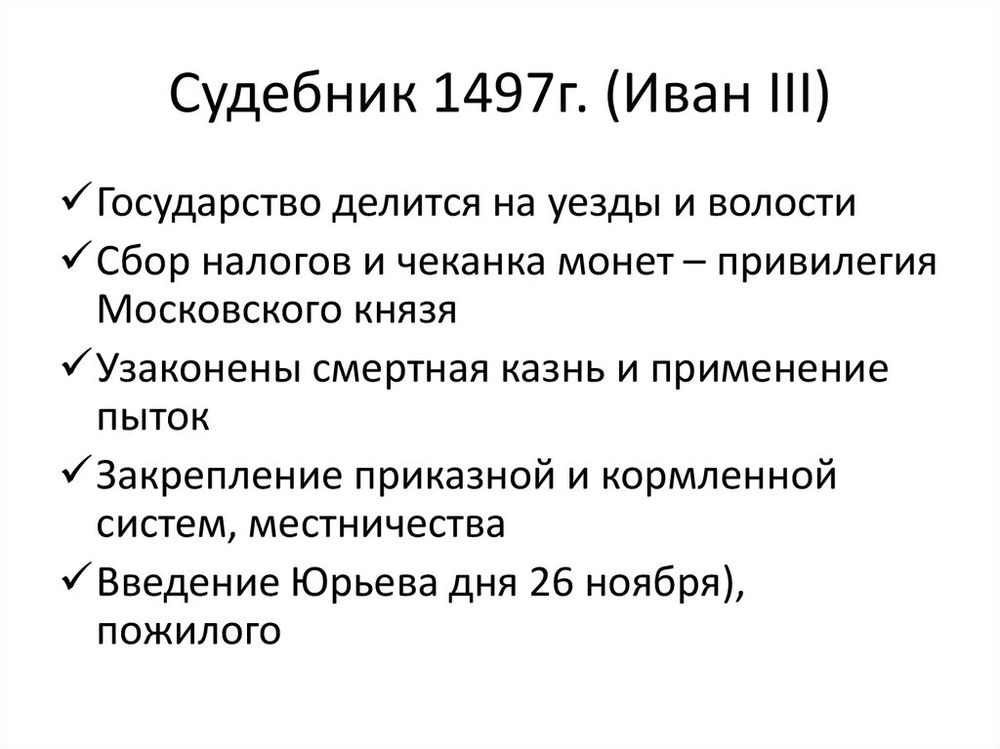 Судебник 1497г. (Иван III)
✓Государство делится на уезды и волости
✓Сбор налогов и чеканка монет – привилегия
Московского князя
✓Узаконены смертная казнь и применение
пыток
✓Закрепление приказной и кормленной
систем, местничества
✓Введение Юрьева дня 26 ноября),
пожилого